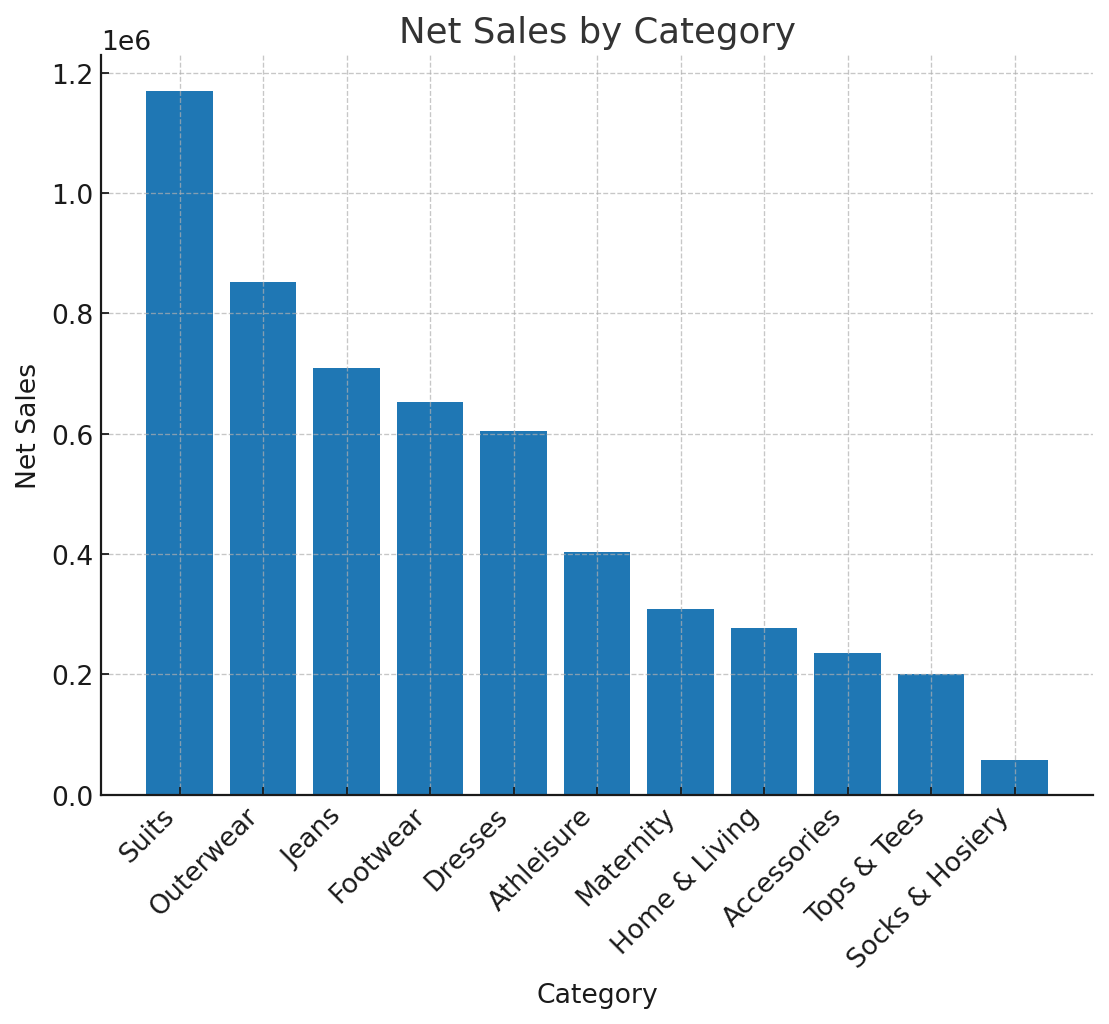 Net Sales by Category
1e6
1.2
1.0
0.8
0.6
0.4
0.2
0.0
Net Sales
Suits
Outerwear
Jeans
Footwear
Dresses
Athleisure
Maternity
Home & Living
Accessories
Tops & Tees
Socks & Hosiery
Category